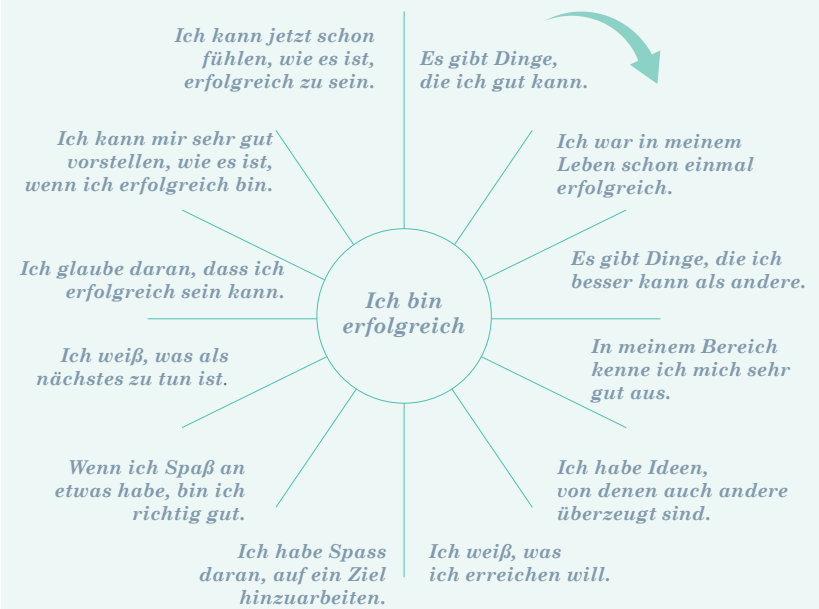 Es gibt Dinge,
die ich gut kann.
Ich war in meinem
Leben schon einmal
erfolgreich.
Es gibt Dinge, die ich
besser kann als andere.
In meinem Bereich
kenne ich mich sehr
gut aus.
Ich habe Ideen,
von denen auch andere
überzeugt sind.
Ich weiß, was
ich erreichen will.
Ich habe Spass
daran, auf ein Ziel
hinzuarbeiten.
Wenn ich Spaß an
etwas habe, bin ich
richtig gut.
Ich weiß, was als
nächstes zu tun ist.
Ich glaube daran, dass ich
erfolgreich sein kann.
Ich kann mir sehr gut
vorstellen, wie es ist,
wenn ich erfolgreich bin.
Ich kann jetzt schon
fühlen, wie es ist,
erfolgreich zu sein.
Ich bin
erfolgreich